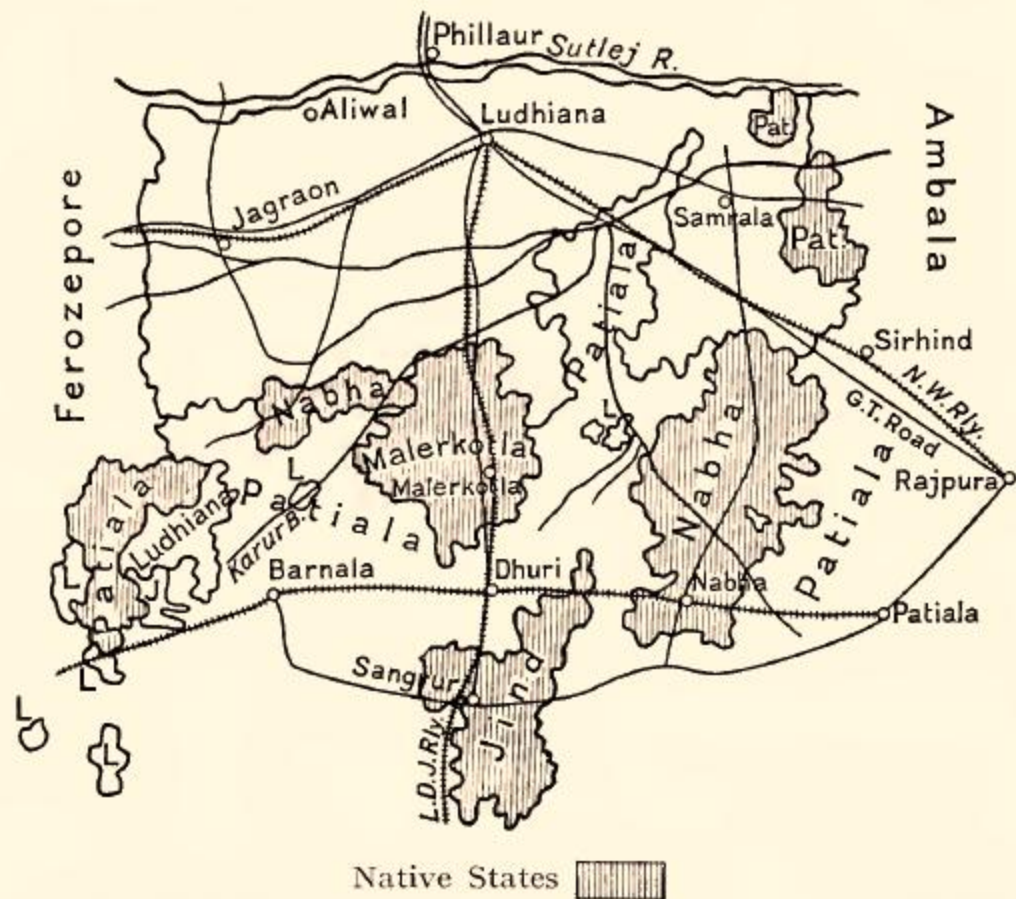 Phillaur
Sutlej R.
Aliwal
Ludhiana
Pat.
Ambala
Ferozepore
Jagraon
Samrala
Pat.
Patiala
Sirhind
N.W.Rly.
G.T. Road
Nabha
Malerkotla
Malerkotla
L
Nabha
Patiala
Rajpura
L
Patiala
Ludhiana
Patiala
Karur B.
L
L
Barnala
Dhuri
Nabha
Patiala
Sangrur
Jind
L.D.J.Rly.
L
L
L
Native States